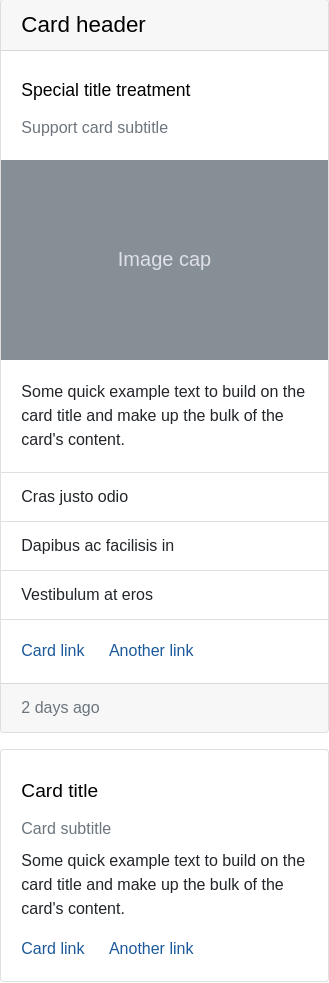 Card header
Special title treatment
Support card subtitle
Image cap
Some quick example text to build on the
card title and make up the bulk of the
card's content.
Cras justo odio
Dapibus ac facilisis in
Vestibulum at eros
Card link Another link
2 days ago
Card title
Card subtitle
Some quick example text to build on the
card title and make up the bulk of the
card's content.
Card link Another link